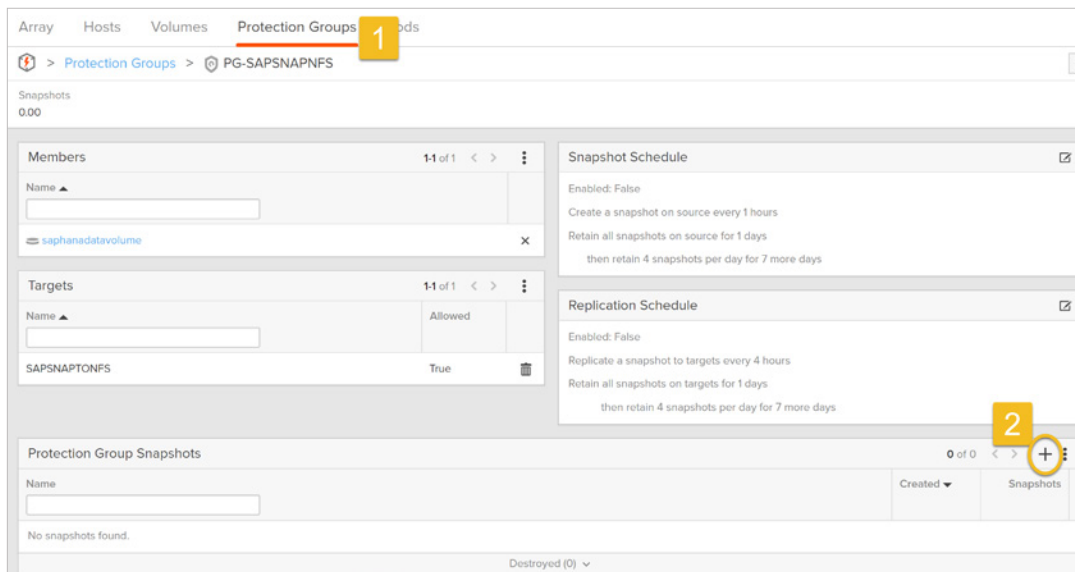 Array Hosts Volumes Protection Groups ods
1
> Protection Groups > PG-SAPSNAPNFS
Snapshots
0.00
Members 1-1 of 1 < >
Name
saphanadatavolume
Targets 1-1 of 1 < >
Name Allowed
SAPSNAPTONFS True
Snapshot Schedule
Enabled: False
Create a snapshot on source every 1 hours
Retain all snapshots on source for 1 days
then retain 4 snapshots per day for 7 more days
Replication Schedule
Enabled: False
Replicate a snapshot to targets every 4 hours
Retain all snapshots on targets for 1 days
then retain 4 snapshots per day for 7 more days
2
Protection Group Snapshots 0 of 0 < > +
Name Created Snapshots
No snapshots found.
Destroyed (0)